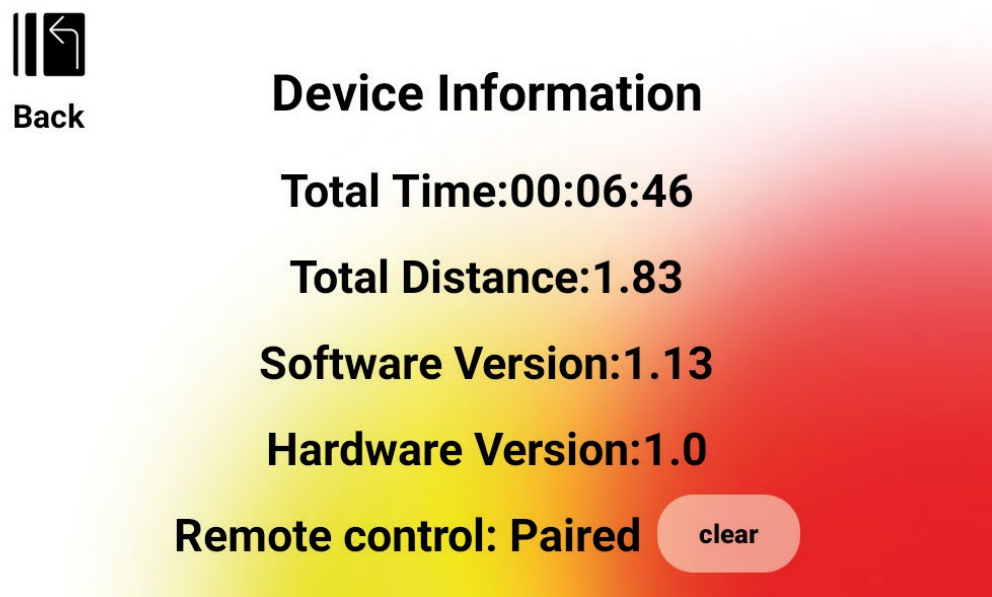 Back
Device Information
Total Time:00:06:46
Total Distance:1.83
Software Version:1.13
Hardware Version:1.0
Remote control: Paired clear